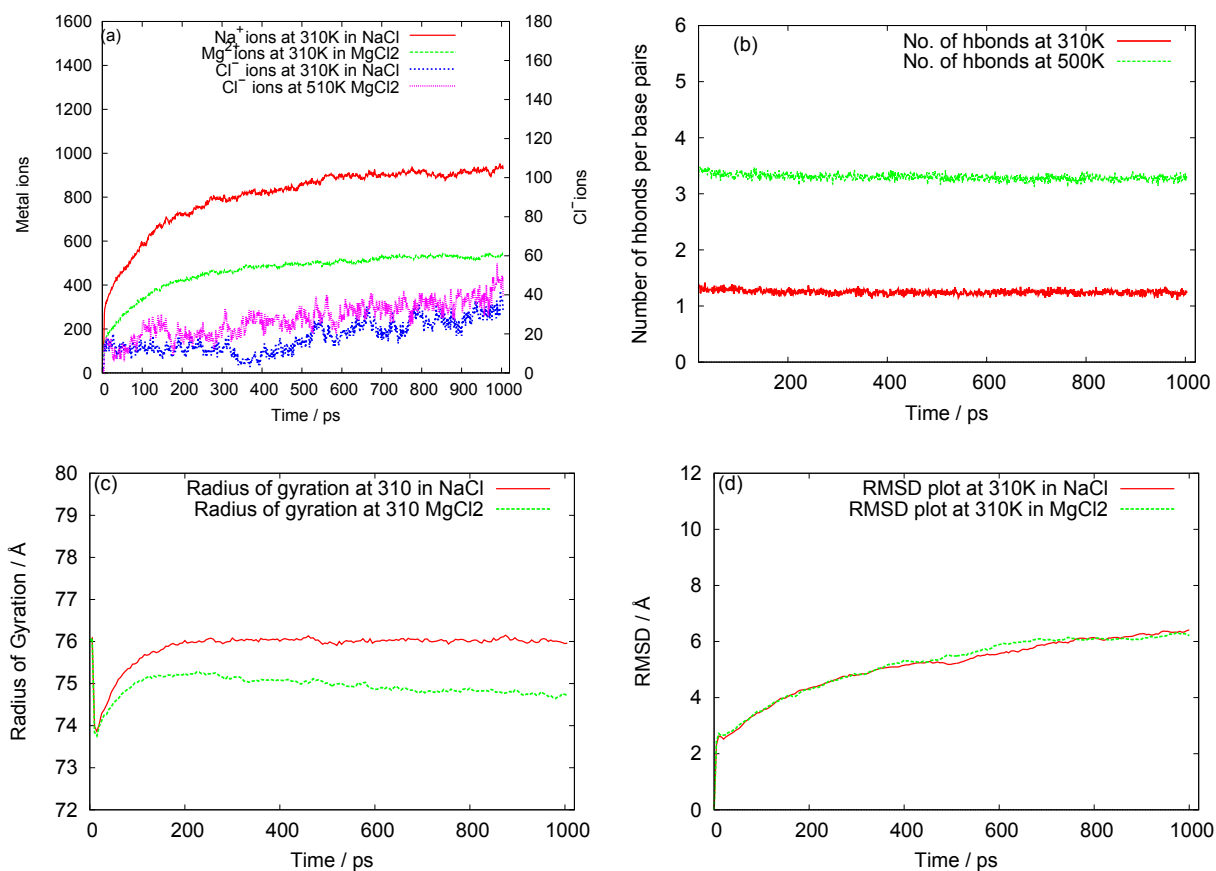 (a)
Na+ ions at 310K in NaCl
Mg2+ ions at 310K in MgCl2
Cl− ions at 310K in NaCl
Cl− ions at 510K MgCl2
1600
1400
1200
1000
800
600
400
200
0
180
160
140
120
100
80
60
40
20
0
Metal ions
Cl− ions
0 100 200 300 400 500 600 700 800 900 1000
Time / ps
(b)
No. of hbonds at 310K
No. of hbonds at 500K
6
5
4
3
2
1
0
Number of hbonds per base pairs
200 400 600 800 1000
Time / ps
(c)
Radius of gyration at 310 in NaCl
Radius of gyration at 310 MgCl2
80
79
78
77
76
75
74
73
72
Radius of Gyration / Å
0 200 400 600 800 1000
Time / ps
(d)
RMSD plot at 310K in NaCl
RMSD plot at 310K in MgCl2
12
10
8
6
4
2
0
RMSD / Å
0 200 400 600 800 1000
Time / ps